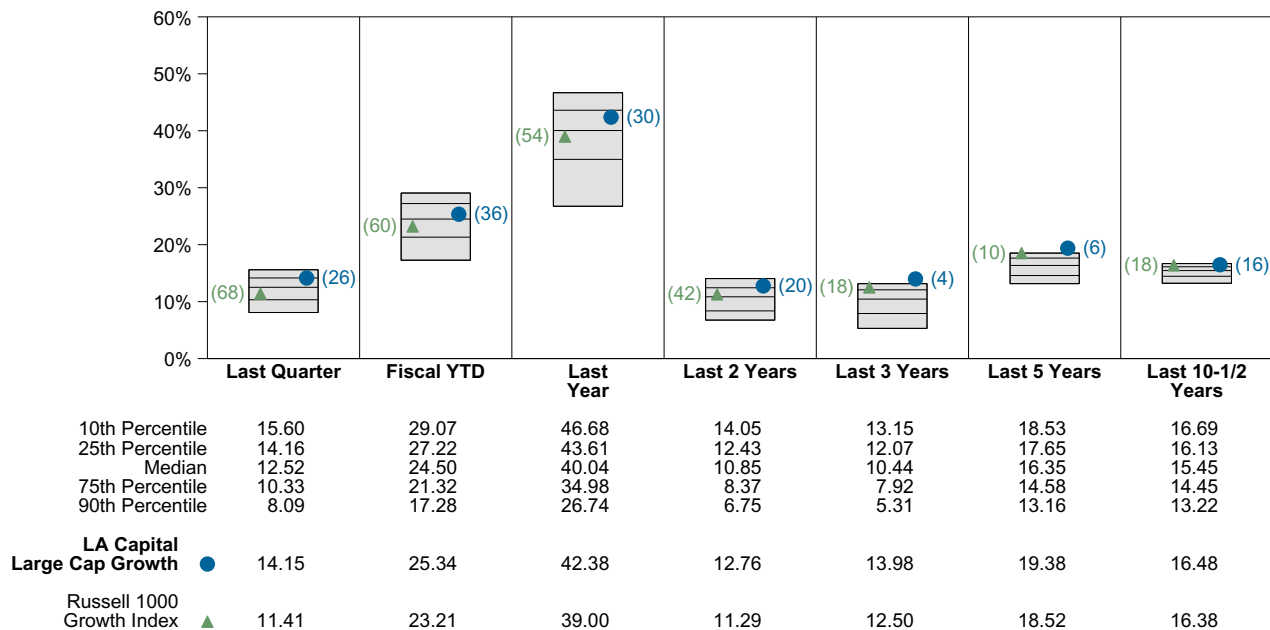 60%
50%
40%
30%
20%
10%
0%
(68)
(26)
(60)
(36)
(54)
(30)
(42)
(20)
(18)
(4)
(10)
(6)
(18)
(16)
Last Quarter Fiscal YTD Last Year Last 2 Years Last 3 Years Last 5 Years Last 10-1/2 Years
10th Percentile 15.60 29.07 46.68 14.05 13.15 18.53 16.69
25th Percentile 14.16 27.22 43.61 12.43 12.07 17.65 16.13
Median 12.52 24.50 40.04 10.85 10.44 16.35 15.45
75th Percentile 10.33 21.32 34.98 8.37 7.92 14.58 14.45
90th Percentile 8.09 17.28 26.74 6.75 5.31 13.16 13.22
LA Capital
Large Cap Growth 14.15 25.34 42.38 12.76 13.98 19.38 16.48
Russell 1000
Growth Index 11.41 23.21 39.00 11.29 12.50 18.52 16.38